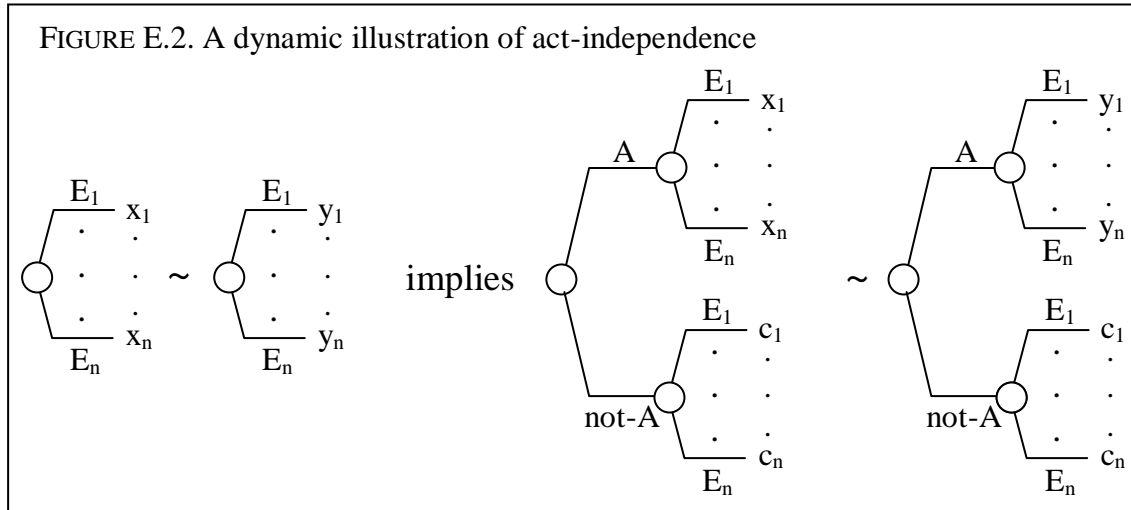 FIGURE E.2. A dynamic illustration of act-independence
E1
x1
En
xn
~
E1
y1
En
yn
implies
A
E1
x1
En
xn
not-A
E1
c1
En
cn
~
A
E1
y1
En
yn
not-A
E1
c1
En
cn